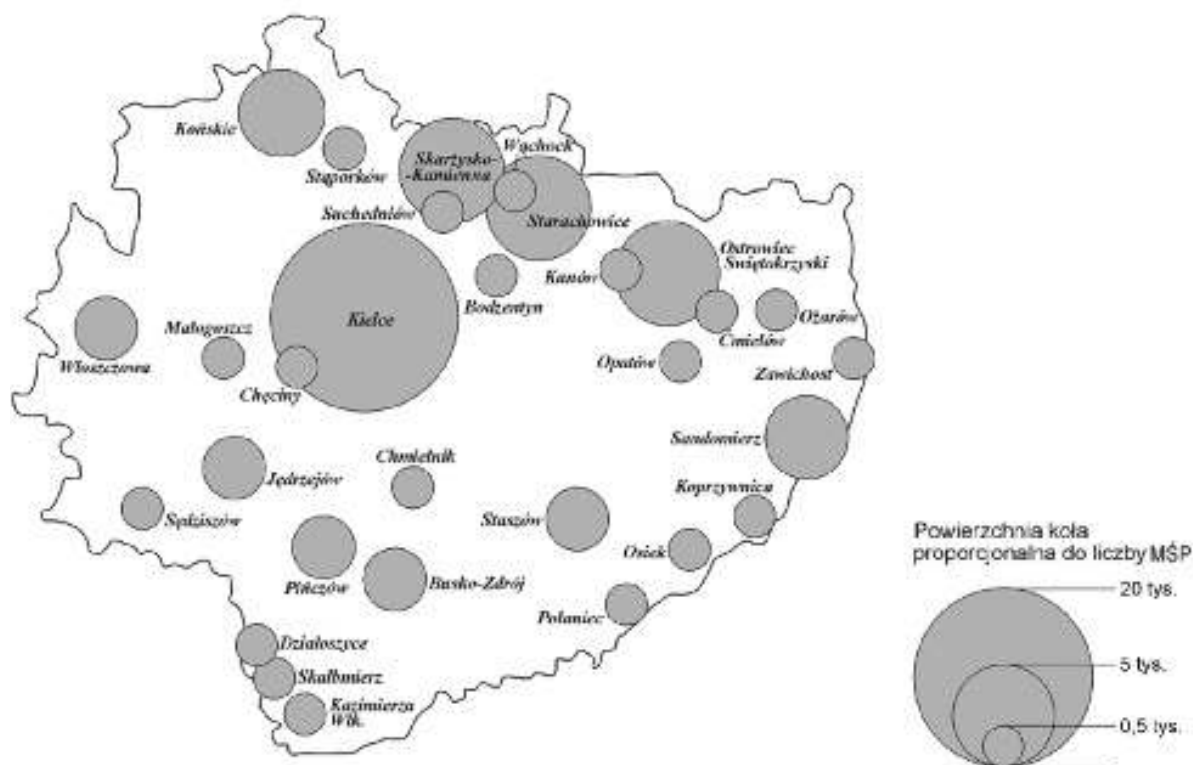 Końskie
Stąporków
Skarżysko-
-Kamienna
Wąchock
Suchedniów
Starachowice
Ostrowiec
Świętokrzyski
Kunów
Bodzentyn
Kielce
Ćmielów
Ożarów
Małogoszcz
Włoszczowa
Opatów
Zawichost
Chęciny
Sandomierz
Chmielnik
Jędrzejów
Koprzywnica
Sędziszów
Staszów
Osiek
Pińczów
Busko-Zdrój
Połaniec
Działoszyce
Skalbmierz
Kazimierza
Wlk.
Powierzchnia koła
proporcjonalna do liczby MŚP
20 tys.
5 tys.
0,5 tys.